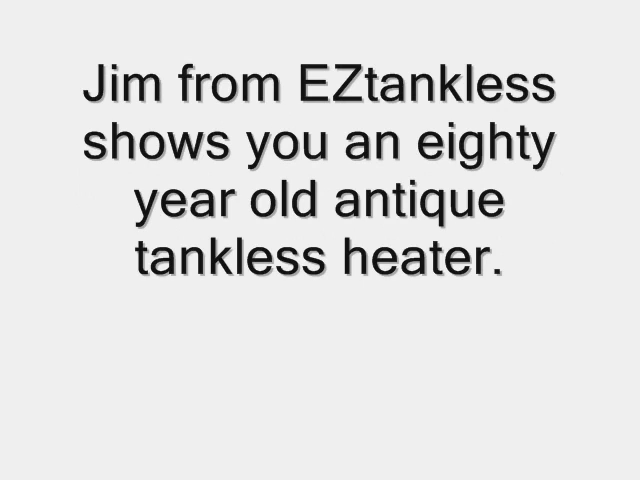 Jim from EZtankless
shows you an eighty
year old antique
tankless heater.